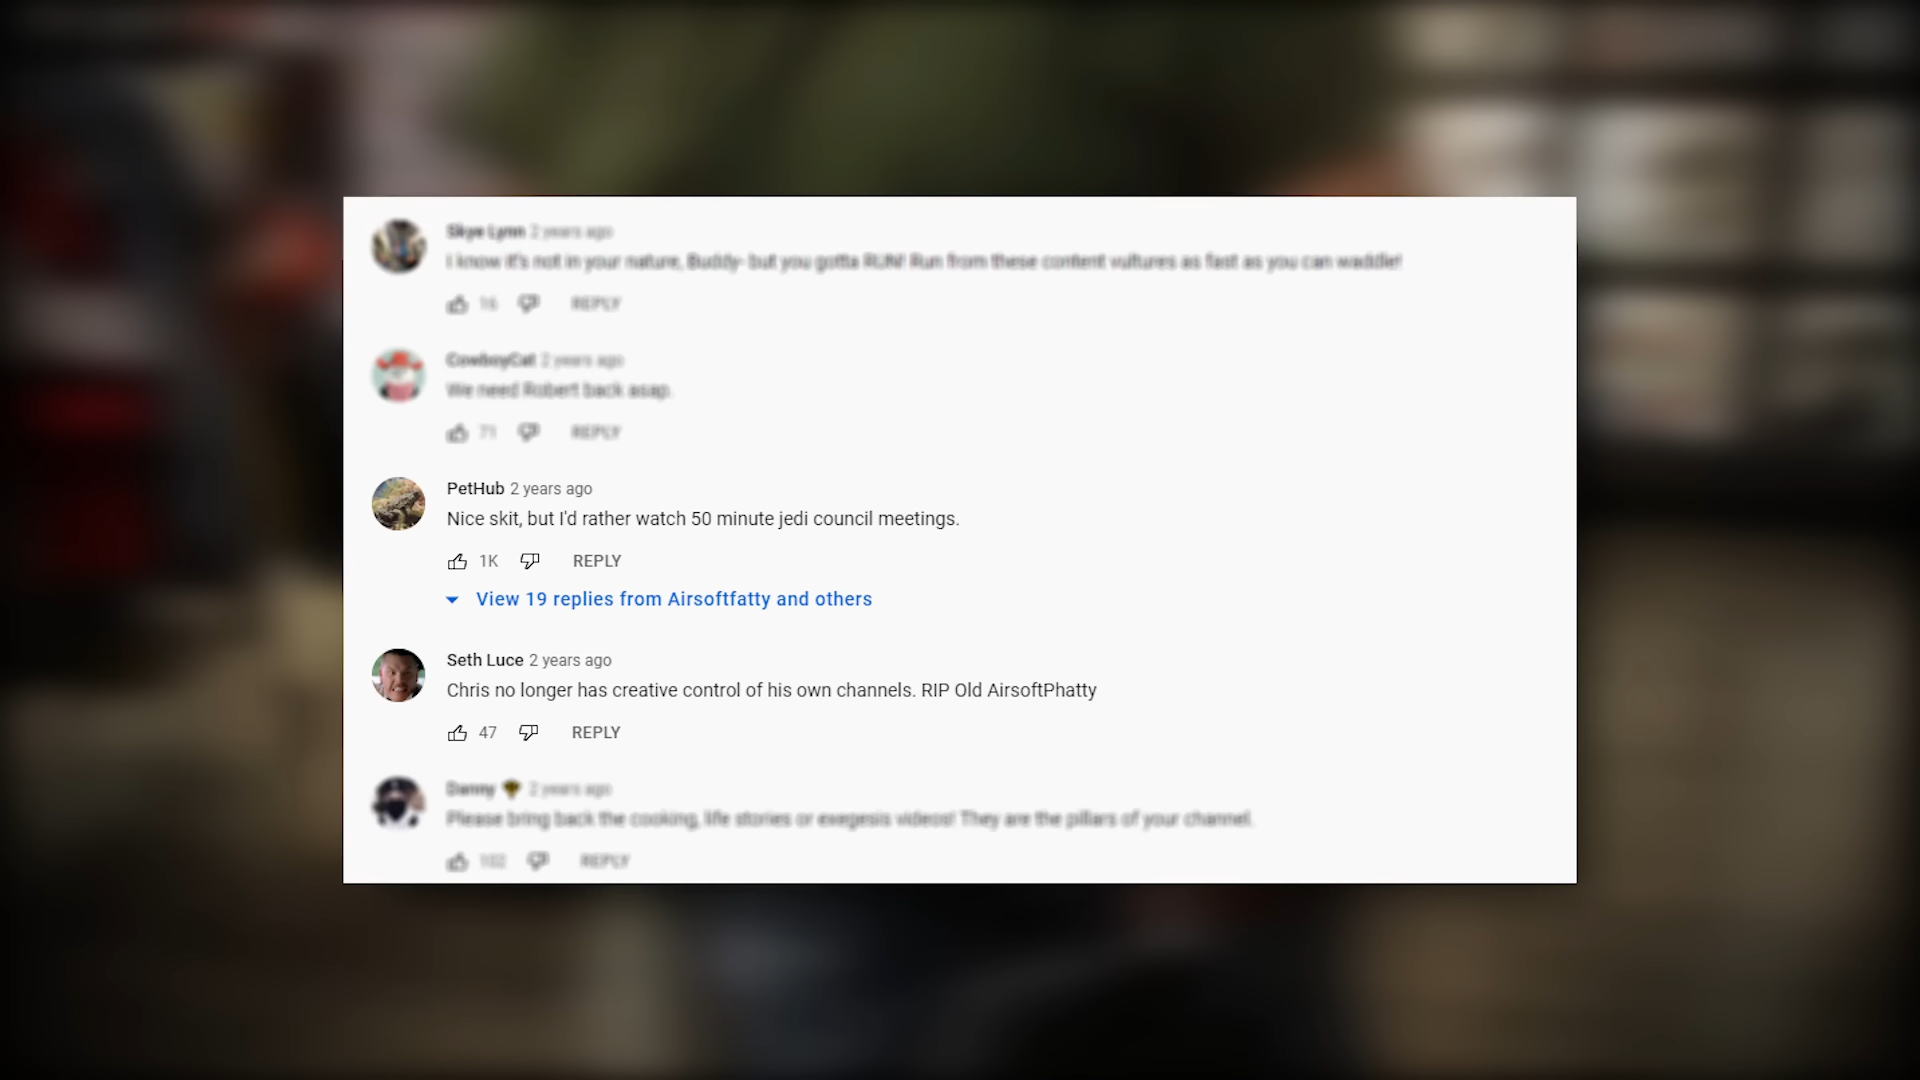 Skye Lynn 2 years ago
I know it's not in your nature, Buddy- but you gotta RUN! Run from these content vultures as fast as you can waddle!
16 REPLY
CowboyCat 2 years ago
We need Robert back asap.
71 REPLY
PetHub 2 years ago
Nice skit, but I'd rather watch 50 minute jedi council meetings.
1K REPLY
View 19 replies from Airsoftfatty and others
Seth Luce 2 years ago
Chris no longer has creative control of his own channels. RIP Old AirsoftPhatty
47 REPLY
Danny 2 years ago
Please bring back the cooking, life stories or exegesis videos! They are the pillars of your channel.
102 REPLY